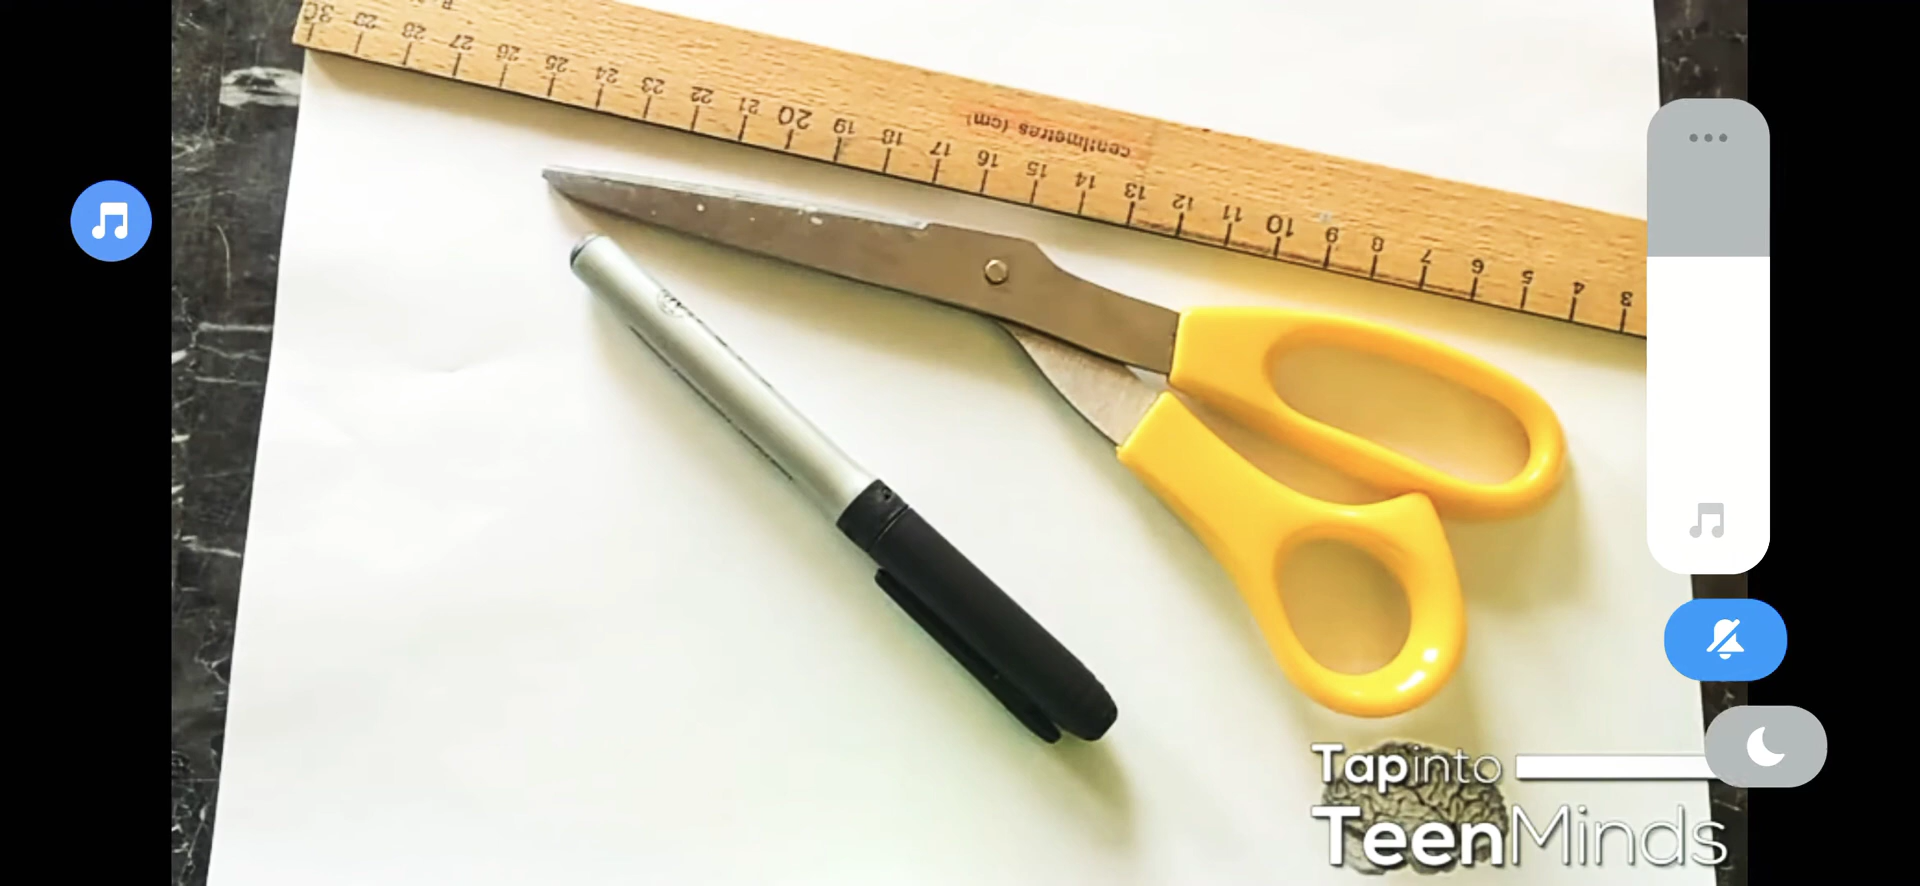 30 29 28 27 26 25 24 23 22 21 20 19 18 17 16 15 14 13 12 11 10 9 8 7 6 5 4 3
centimetres (cm)
Tapinto
TeenMinds